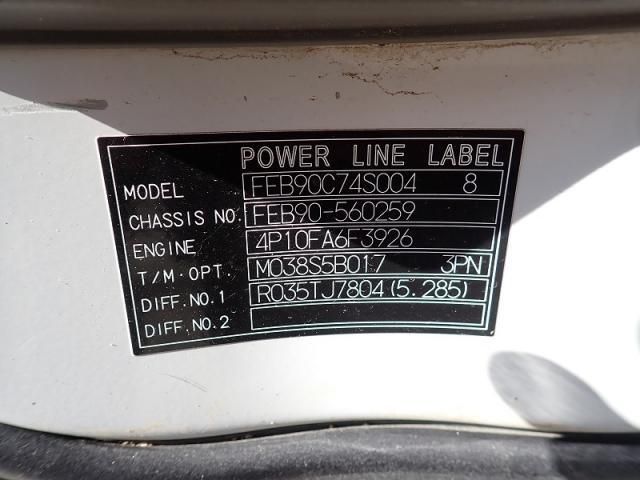 POWER LINE LABEL
MODEL FEB90C74S004 8
CHASSIS NO. FEB90-560259
ENGINE 4P10FA6F3926
T/M·OPT. M038S5B017 3PN
DIFF.NO.1 R035TJ7804(5.285)
DIFF.NO.2